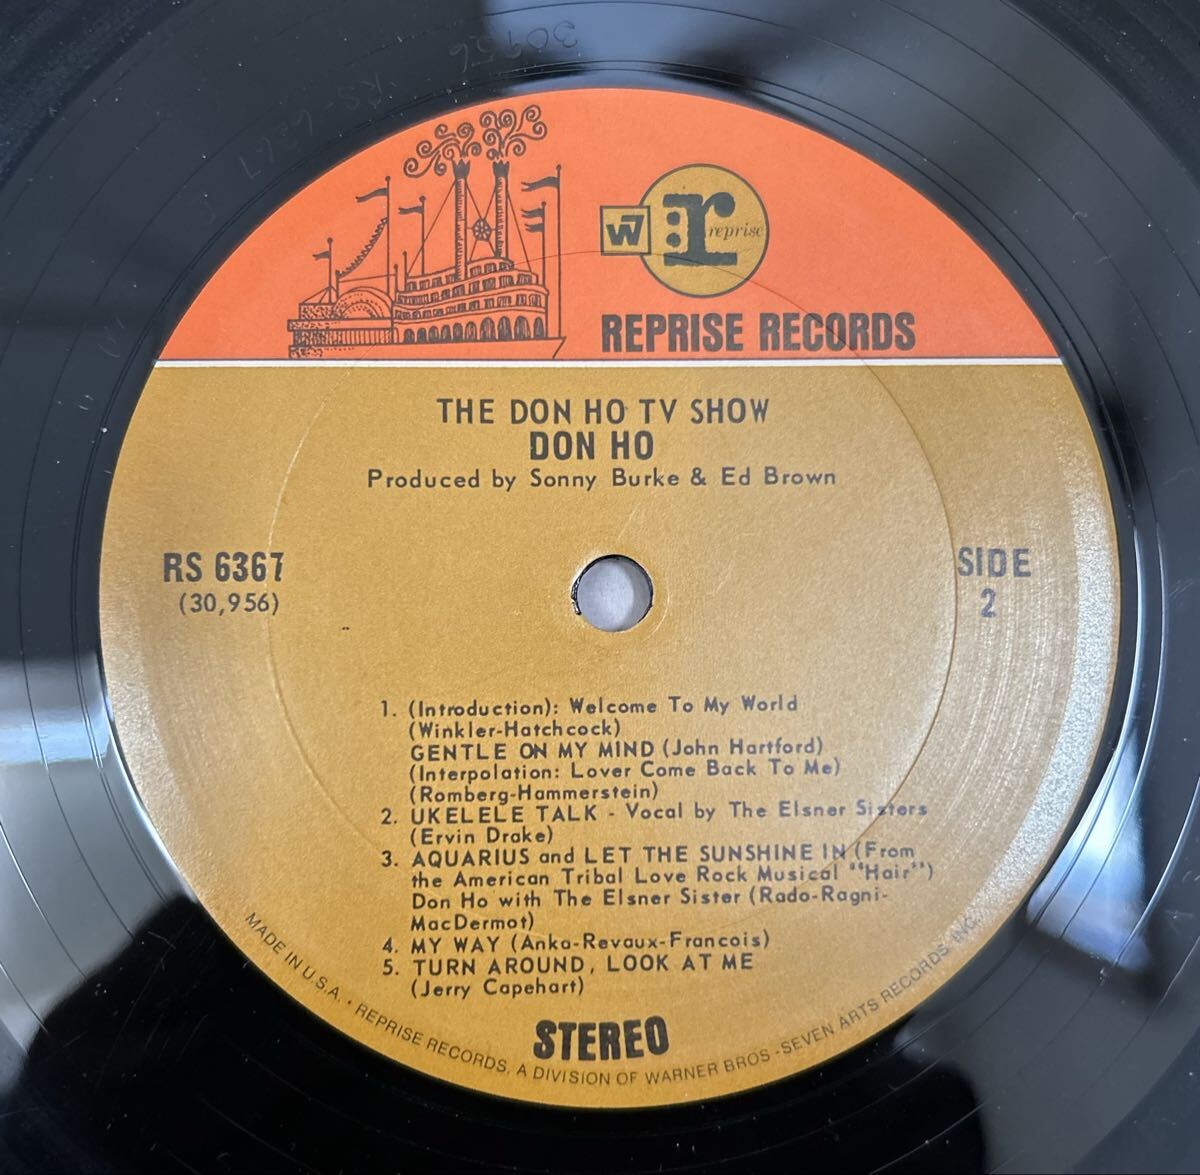 30956 RS-6367
W7
r: reprise
REPRISE RECORDS
THE DON HO TV SHOW
DON HO
Produced by Sonny Burke & Ed Brown
RS 6367
(30,956)
SIDE
2
1. (Introduction): Welcome To My World
(Winkler-Hatchcock)
GENTLE ON MY MIND (John Hartford)
(Interpolation: Lover Come Back To Me)
(Romberg-Hammerstein)
2. UKELELE TALK - Vocal by The Elsner Sisters
(Ervin Drake)
3. AQUARIUS and LET THE SUNSHINE IN (From
the American Tribal Love Rock Musical "Hair")
Don Ho with The Elsner Sister (Rado-Ragni-
MacDermot)
4. MY WAY (Anka-Revaux-Francois)
5. TURN AROUND, LOOK AT ME
(Jerry Capehart)
STEREO
MADE IN U.S.A. · REPRISE RECORDS, A DIVISION OF WARNER BROS.-SEVEN ARTS RECORDS, INC.